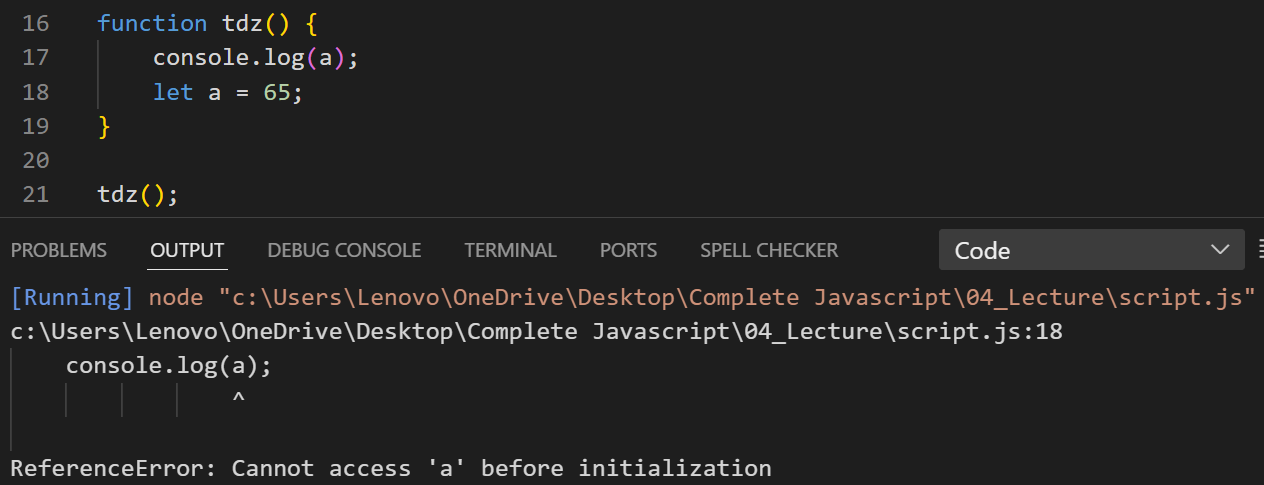 16 function tdz() {
17 console.log(a);
18 let a = 65;
19 }
20
21 tdz();
PROBLEMS OUTPUT DEBUG CONSOLE TERMINAL PORTS SPELL CHECKER Code
[Running] node "c:\Users\Lenovo\OneDrive\Desktop\Complete Javascript\04_Lecture\script.js"
c:\Users\Lenovo\OneDrive\Desktop\Complete Javascript\04_Lecture\script.js:18
console.log(a);
^
ReferenceError: Cannot access 'a' before initialization